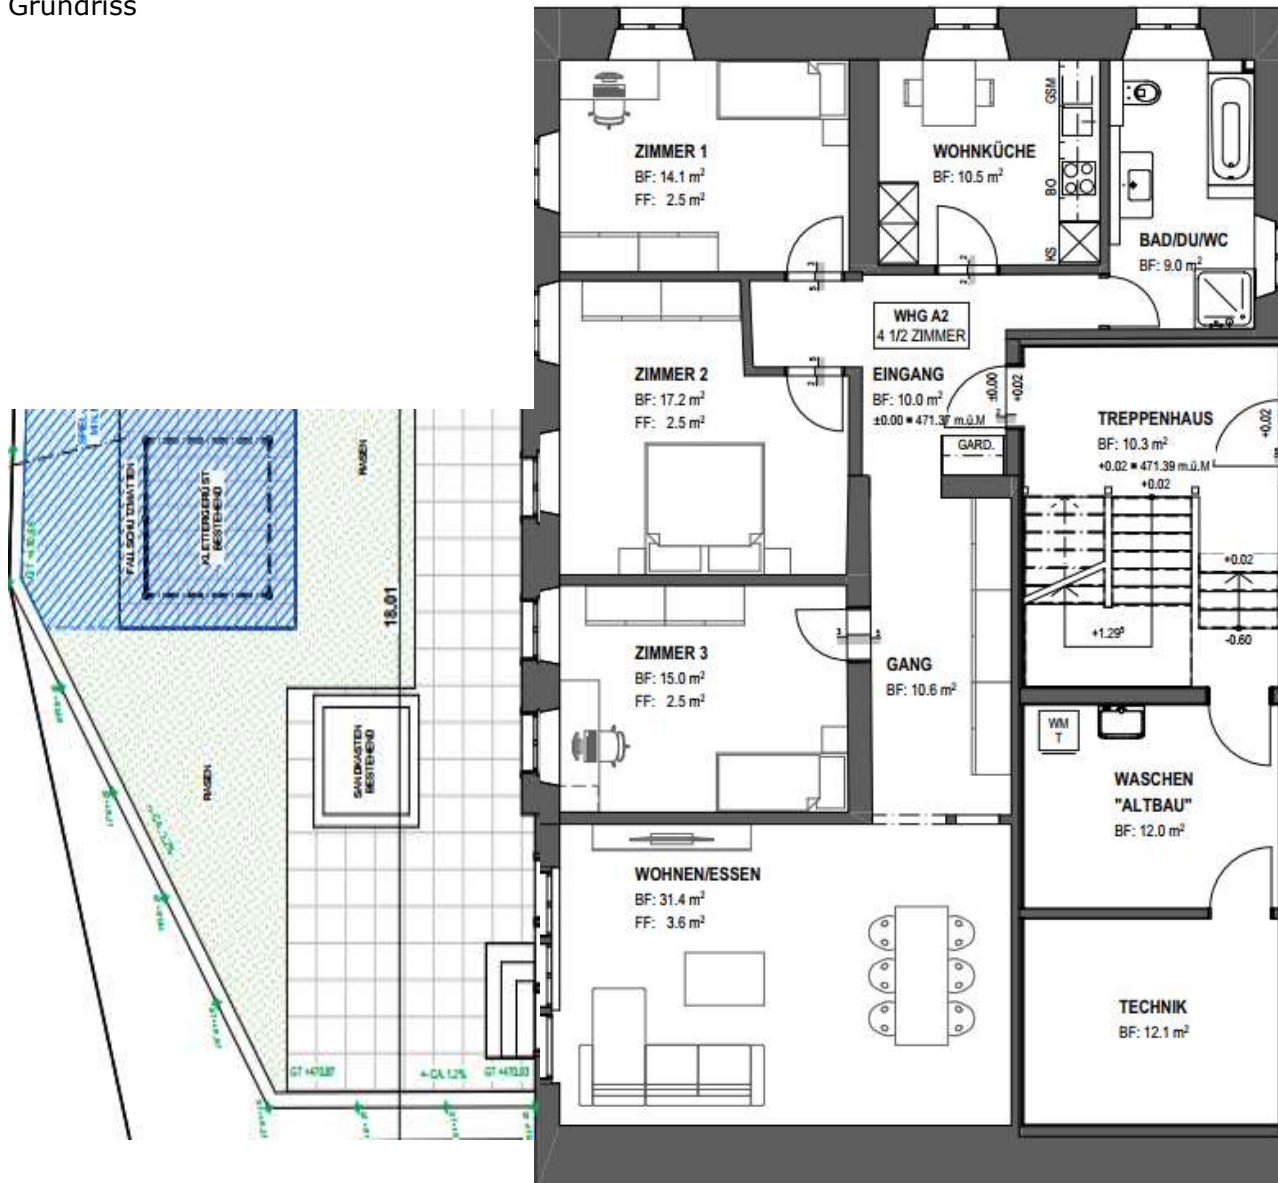 Grundriss
ZIMMER 1
BF: 14.1 m²
FF: 2.5 m²
WOHNKÜCHE
BF: 10.5 m²
GSM
BO
KS
BAD/DU/WC
BF: 9.0 m²
WHG A2
4 1/2 ZIMMER
ZIMMER 2
BF: 17.2 m²
FF: 2.5 m²
EINGANG
BF: 10.0 m²
±0.00 = 471.37 m.ü.M
GARD.
±0.00
+0.02
TREPPENHAUS
BF: 10.3 m²
+0.02 = 471.39 m.ü.M
+0.02
+0.02
+0.02
-0.60
+1.29⁵
FALLSCHUTZMATTEN
KLETTERGERÜST
BESTEHEND
RASEN
18.01
ZIMMER 3
BF: 15.0 m²
FF: 2.5 m²
GANG
BF: 10.6 m²
SANDKASTEN
BESTEHEND
RASEN
WM
T
WASCHEN
"ALTBAU"
BF: 12.0 m²
WOHNEN/ESSEN
BF: 31.4 m²
FF: 3.6 m²
TECHNIK
BF: 12.1 m²